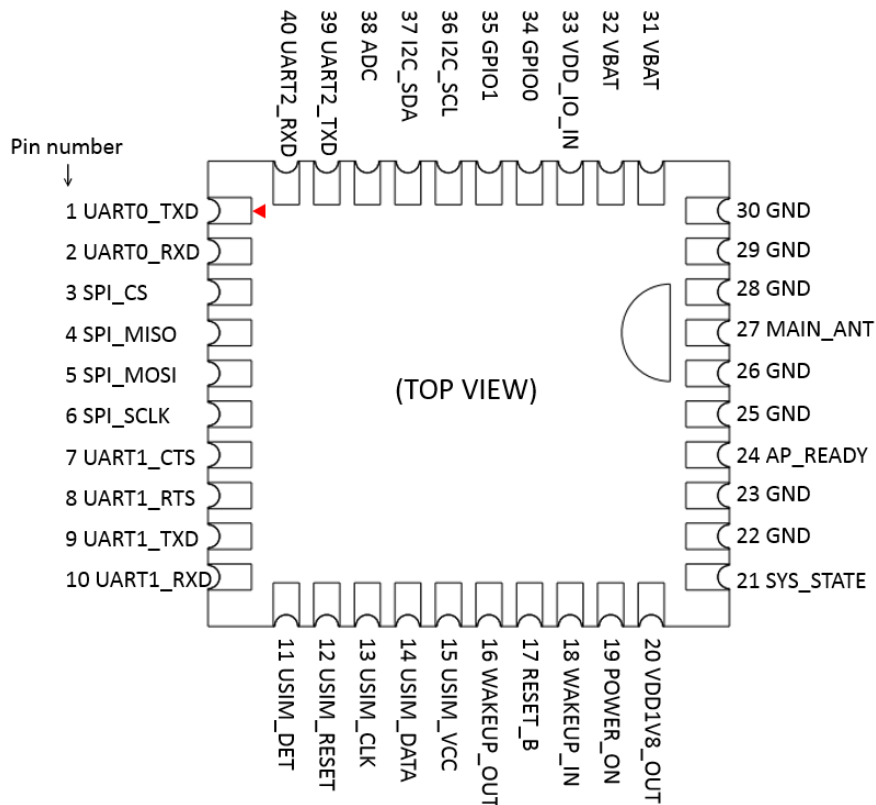 40 UART2_RXD
39 UART2_TXD
38 ADC
37 I2C_SDA
36 I2C_SCL
35 GPIO1
34 GPIO0
33 VDD_IO_IN
32 VBAT
31 VBAT
Pin number
1 UART0_TXD
2 UART0_RXD
3 SPI_CS
4 SPI_MISO
5 SPI_MOSI
6 SPI_SCLK
7 UART1_CTS
8 UART1_RTS
9 UART1_TXD
10 UART1_RXD
(TOP VIEW)
30 GND
29 GND
28 GND
27 MAIN_ANT
26 GND
25 GND
24 AP_READY
23 GND
22 GND
21 SYS_STATE
11 USIM_DET
12 USIM_RESET
13 USIM_CLK
14 USIM_DATA
15 USIM_VCC
16 WAKEUP_OUT
17 RESET_B
18 WAKEUP_IN
19 POWER_ON
20 VDD1V8_OUT